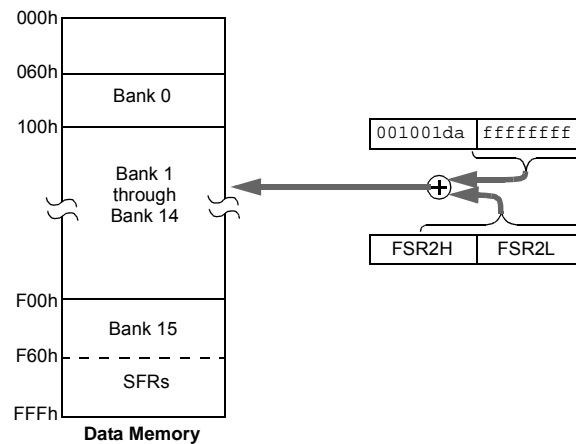 000h
060h
Bank 0
100h
001001da ffffffff
Bank 1
through
Bank 14
FSR2H FSR2L
F00h
Bank 15
F60h
SFRs
FFFh
Data Memory